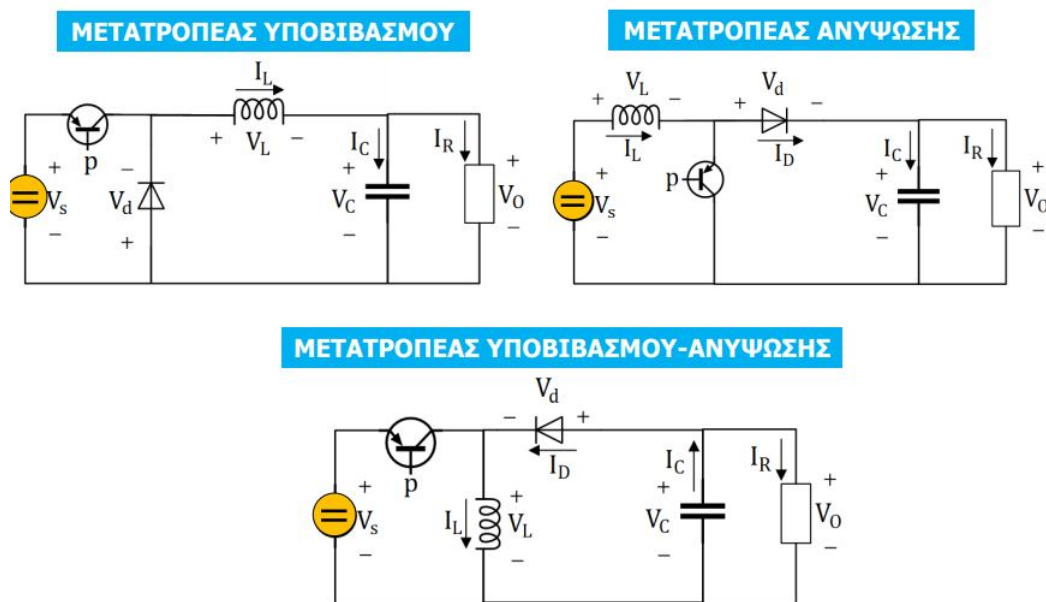 ΜΕΤΑΤΡΟΠΕΑΣ ΥΠΟΒΙΒΑΣΜΟΥ
I_L
p
+ V_L −
+ V_s −
− V_d +
I_C
+ V_C −
I_R
+ V_O −
ΜΕΤΑΤΡΟΠΕΑΣ ΑΝΥΨΩΣΗΣ
V_L
+ −
I_L
V_d
+ −
I_D
p
+ V_s −
I_C
+ V_C −
I_R
+ V_O −
ΜΕΤΑΤΡΟΠΕΑΣ ΥΠΟΒΙΒΑΣΜΟΥ-ΑΝΥΨΩΣΗΣ
V_d
− +
I_D
p
+ V_s −
I_L
+ V_L −
I_C
+ V_C −
I_R
+ V_O −